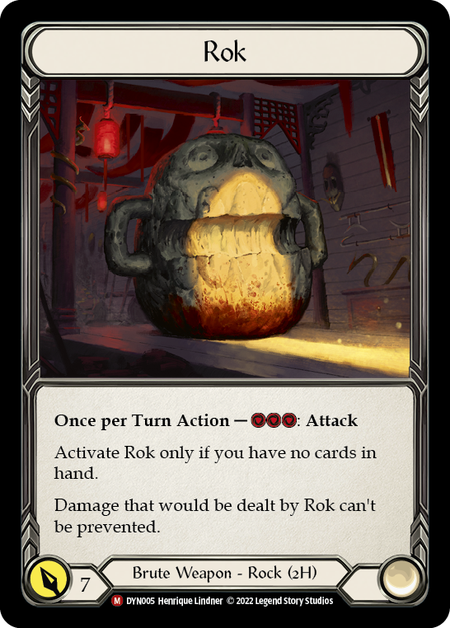 Rok
Once per Turn Action — : Attack
Activate Rok only if you have no cards in
hand.
Damage that would be dealt by Rok can't
be prevented.
7
Brute Weapon - Rock (2H)
M DYN005 Henrique Lindner © 2022 Legend Story Studios